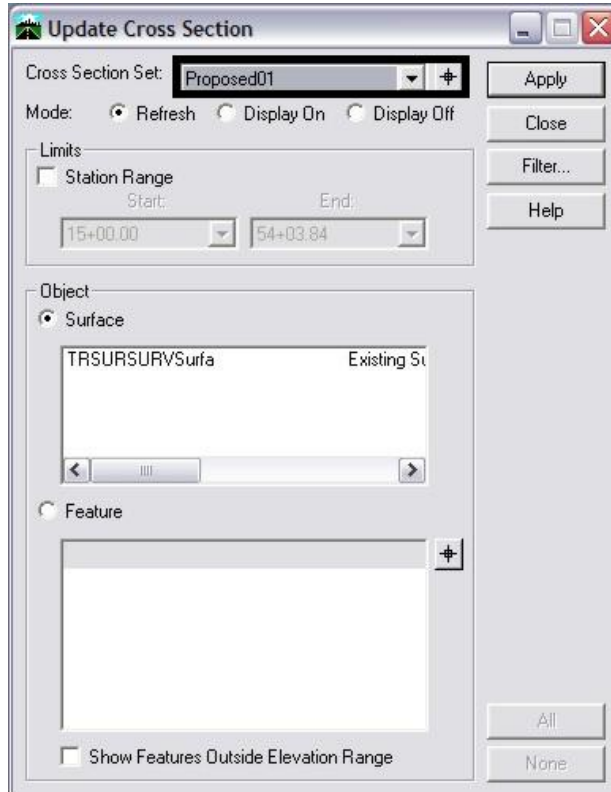 Update Cross Section
Cross Section Set: Proposed01
Apply
Mode: Refresh Display On Display Off
Close
Limits
Station Range
Filter...
Start: End:
Help
15+00.00 54+03.84
Object
Surface
TRSURSURVSurfa Existing Su
Feature
All
Show Features Outside Elevation Range
None